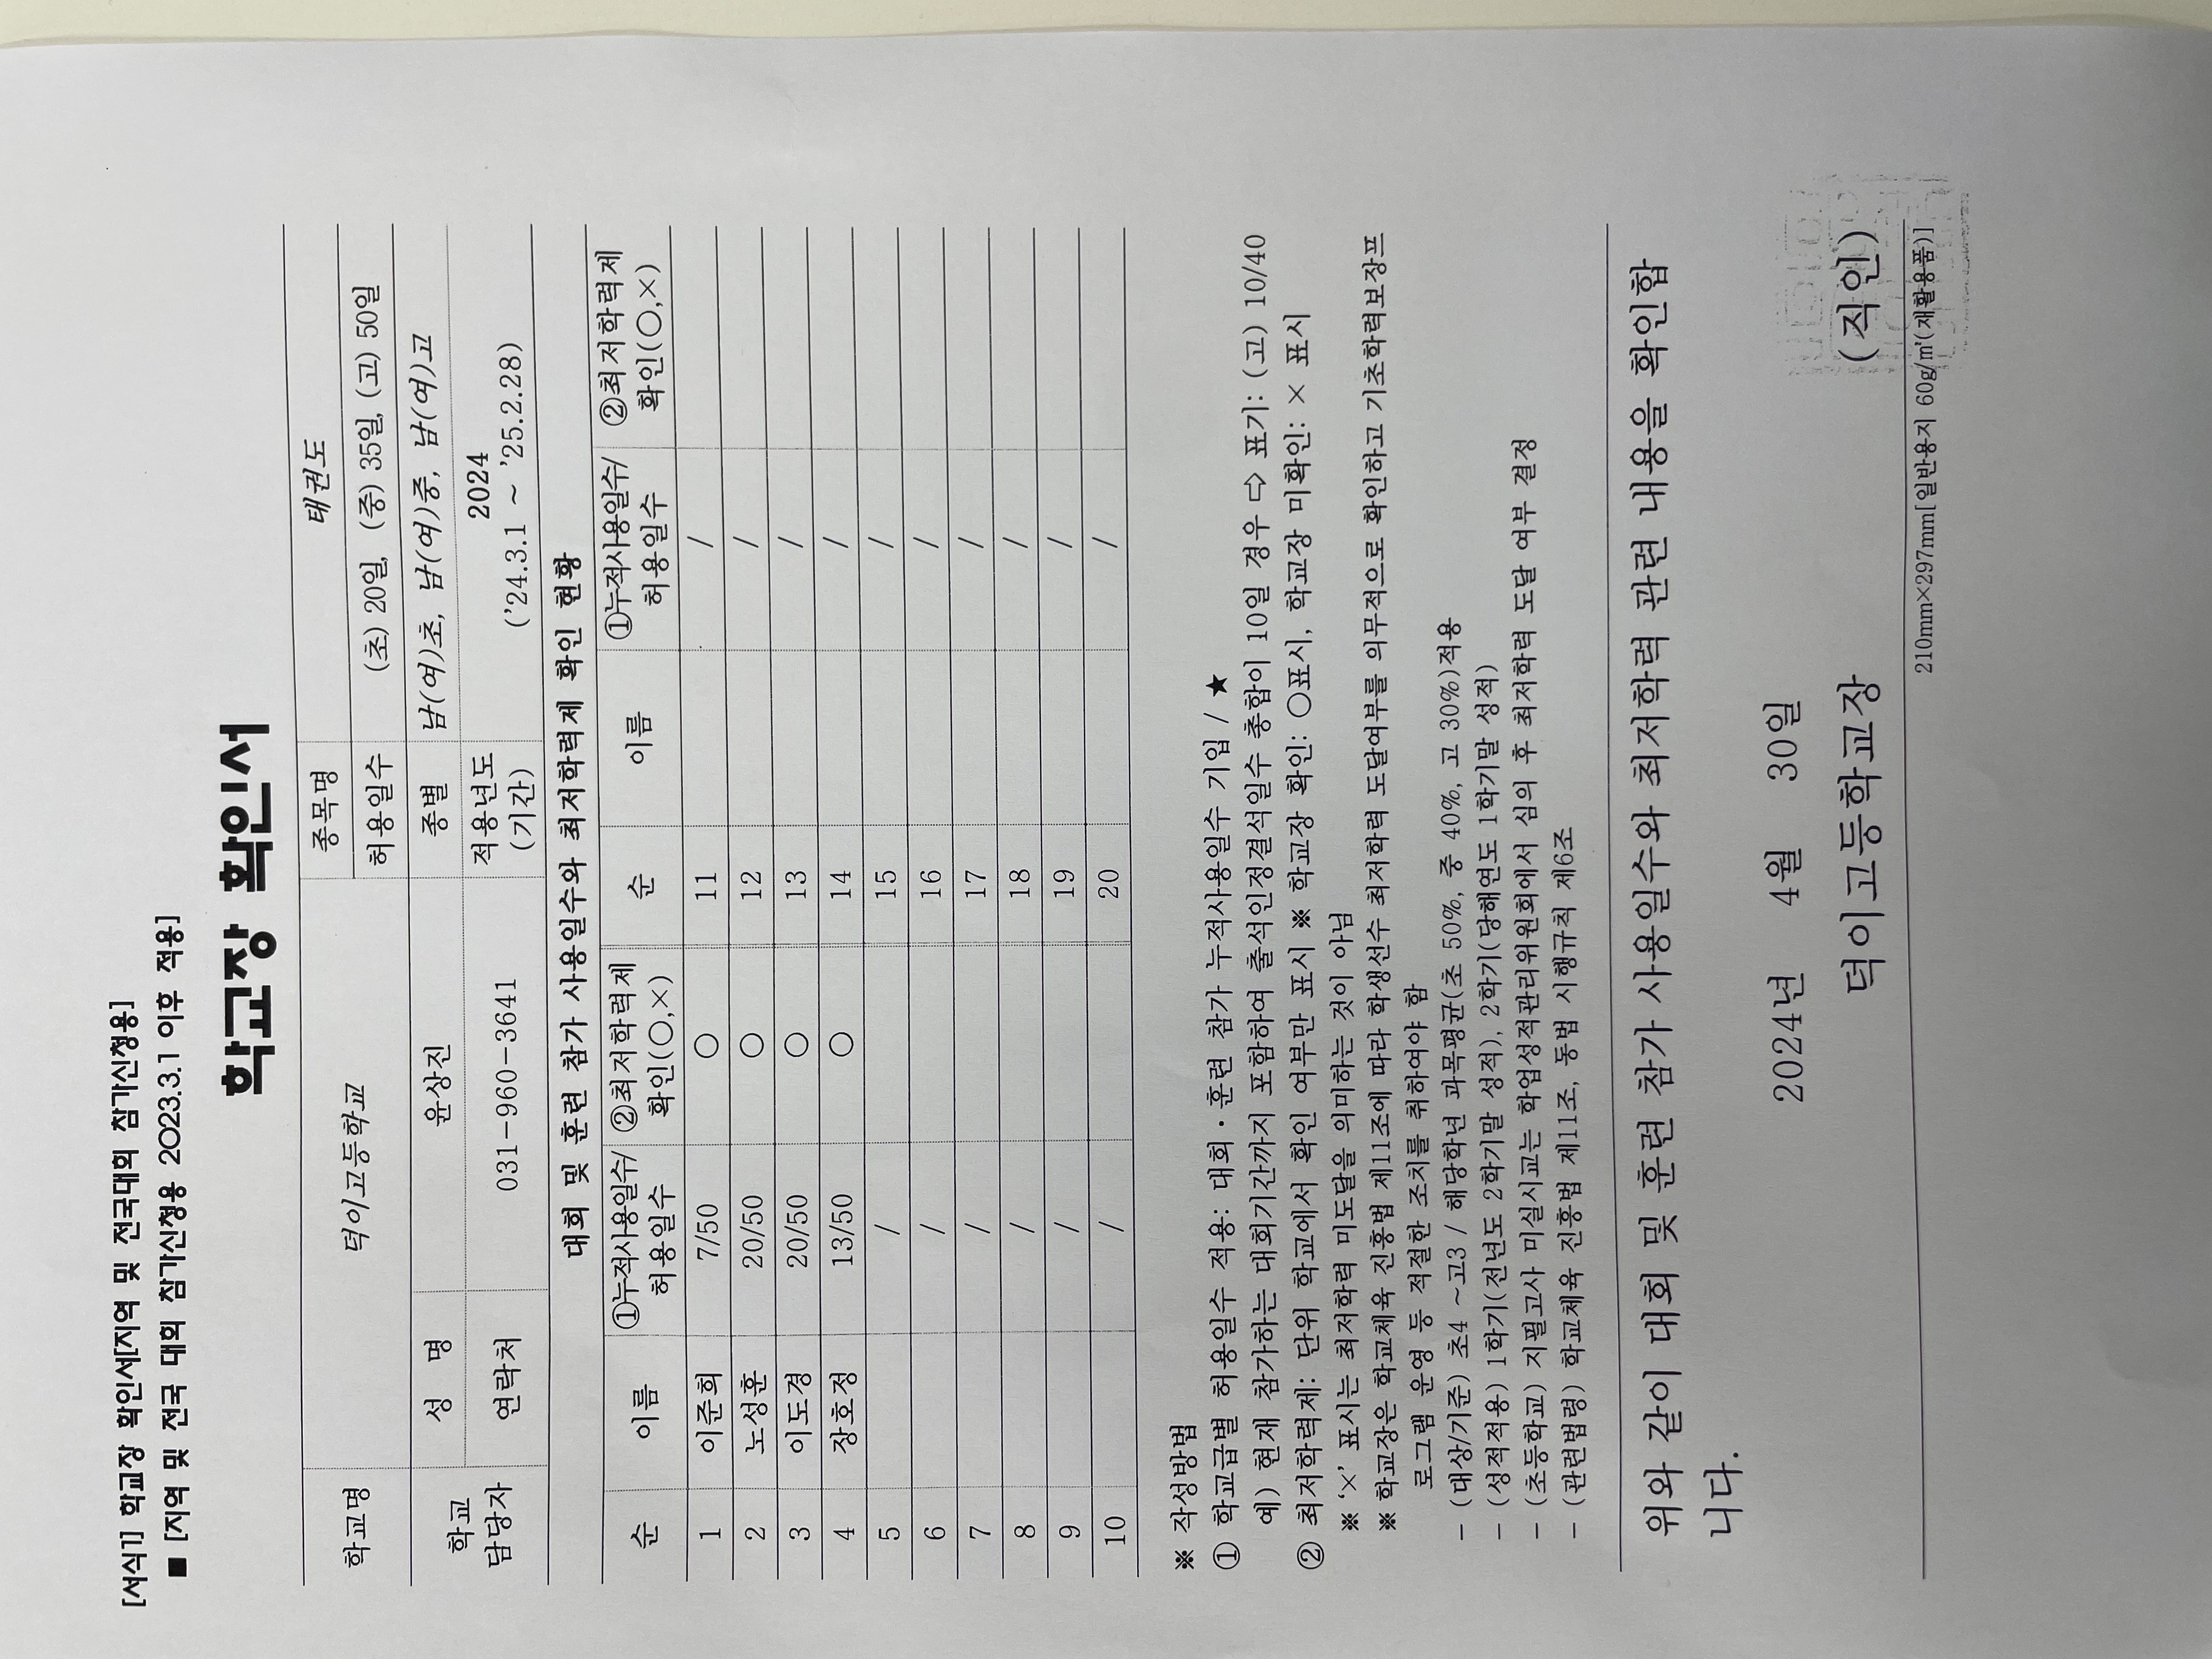 [서식1] 학교장 확인서[지역 및 전국대회 참가신청용]
■ [지역 및 전국 대회 참가신청용 2023.3.1 이후 적용]
학교장 확인서
학교명 덕이고등학교 종목명 태권도
허용일수 (초) 20일, (중) 35일, (고) 50일
학교 담당자 성 명 윤상진 종별 남(여)초, 남(여)중, 남(여)고
연락처 031-960-3641 적용년도 (기간) 2024
('24.3.1 ~ '25.2.28)
대회 및 훈련 참가 사용일수와 최저학력제 확인 현황
순 이름 ①누적사용일수/ 허용일수 ②최저학력제 확인(○,×) 순 이름 ①누적사용일수/ 허용일수 ②최저학력제 확인(○,×)
1 이준희 7/50 ○ 11 /
2 노성훈 20/50 ○ 12 /
3 이도경 20/50 ○ 13 /
4 장호정 13/50 ○ 14 /
5 / 15 /
6 / 16 /
7 / 17 /
8 / 18 /
9 / 19 /
10 / 20 /
※ 작성방법
① 학교급별 허용일수 적용: 대회·훈련 참가 누적사용일수 기입 / ★
예) 현재 참가하는 대회기간까지 포함하여 출석인정결석일수 총합이 10일 경우 ⇨ 표기: (고) 10/40
② 최저학력제: 단위 학교에서 확인 여부만 표시 ※ 학교장 확인: ○표시, 학교장 미확인: × 표시
※ ‘×’ 표시는 최저학력 미도달을 의미하는 것이 아님
※ 학교장은 학교체육 진흥법 제11조에 따라 학생선수 최저학력 도달여부를 의무적으로 확인하고 기초학력보장프
로그램 운영 등 적절한 조치를 취하여야 함
- (대상/기준) 초4 ~고3 / 해당학년 과목평균(초 50%, 중 40%, 고 30%)적용
- (성적적용) 1학기(전년도 2학기말 성적), 2학기(당해연도 1학기말 성적)
- (초등학교) 지필고사 미실시교는 학업성적관리위원회에서 심의 후 최저학력 도달 여부 결정
- (관련법령) 학교체육 진흥법 제11조, 동법 시행규칙 제6조
위와 같이 대회 및 훈련 참가 사용일수와 최저학력 관련 내용을 확인합
니다.
2024년 4월 30일
덕이고등학교장 (직인)
210mm×297mm[일반용지 60g/㎡(재활용품)]